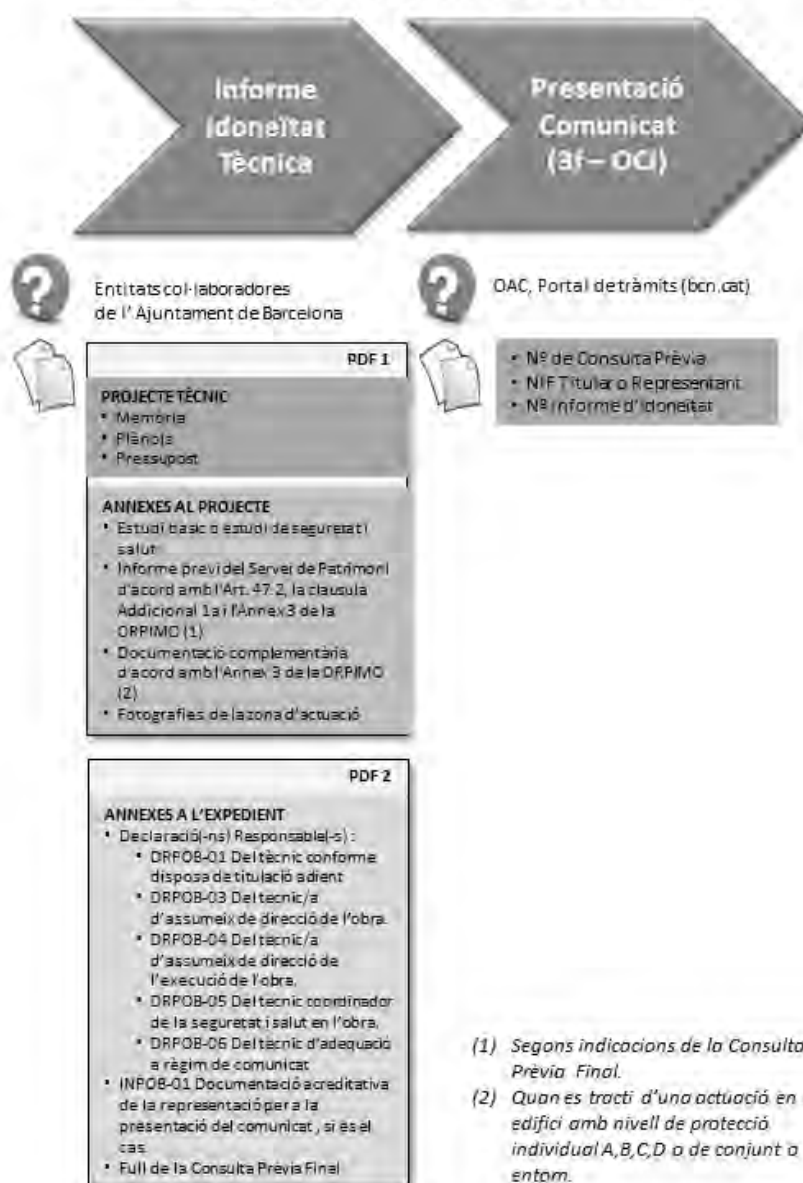 Informe
Idoneïtat
Tècnica
Presentació
Comunicat
(3f – OCI)
Entitats col·laboradores
de l' Ajuntament de Barcelona
OAC, Portal de tràmits (bcn.cat)
PDF 1
PROJECTE TÈCNIC
• Memòria
• Plànols
• Pressupost
ANNEXES AL PROJECTE
• Estudi bàsic o estudi de seguretat i
salut
• Informe previ del Servei de Patrimoni
d'acord amb l'Art. 47.2, la clausula
Addicional 1a i l'Annex 3 de la
ORPIMO (1)
• Documentació complementària
d'acord amb l'Annex 3 de la ORPIMO
(2)
• Fotografies de la zona d'actuació
• Nº de Consulta Prèvia
• NIF Titular o Representant
• Nº Informe d'idoneïtat
PDF 2
ANNEXES A L'EXPEDIENT
• Declaració(-ns) Responsable(-s) :
• DRPOB-01 Del tècnic conforme
disposa de titulació adient
• DRPOB-03 Del tècnic/a
d'assumeix de direcció de l'obra.
• DRPOB-04 Del tècnic/a
d'assumeix de direcció de
l'execució de l'obra.
• DRPOB-05 Del tècnic coordinador
de la seguretat i salut en l'obra.
• DRPOB-06 Del tècnic d'adequació
a règim de comunicat
• INPOB-01 Documentació acreditativa
de la representació per a la
presentació del comunicat , si és el
cas
• Full de la Consulta Prèvia Final
(1) Segons indicacions de la Consulta
Prèvia Final.
(2) Quan es tracti d'una actuació en
edifici amb nivell de protecció
individual A,B,C,D o de conjunt o
entorn.